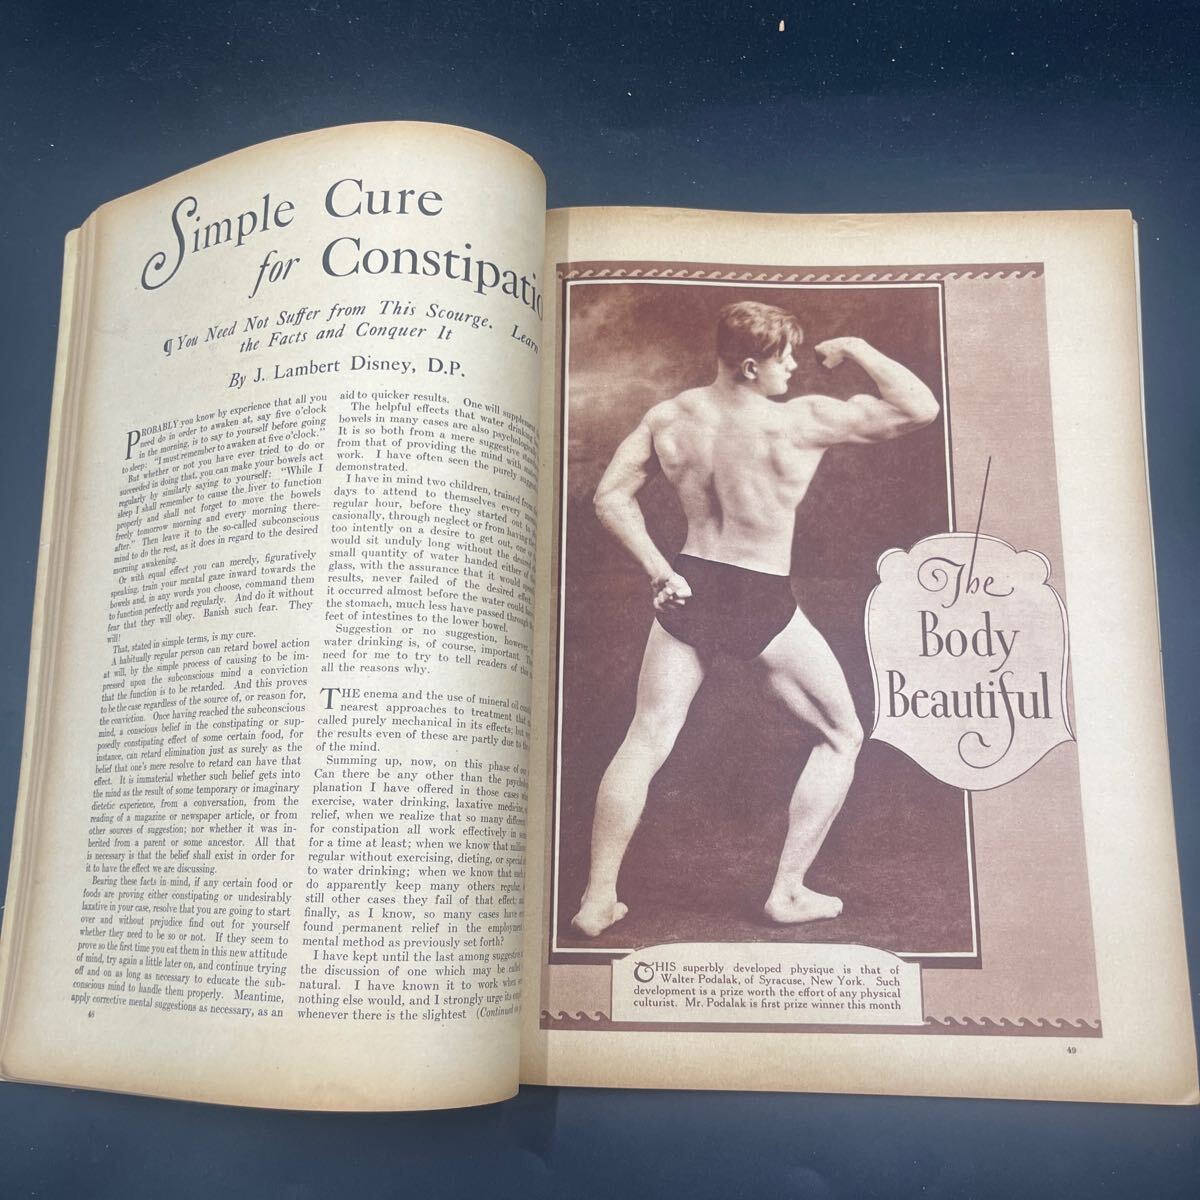 Simple Cure
for Constipatio
¶ You Need Not Suffer from This Scourge. Learn
the Facts and Conquer It
By J. Lambert Disney, D.P.
PROBABLY you know by experience that all you
need do in order to awaken at, say five o'clock
in the morning, is to say to yourself before going
to sleep: "I must remember to awaken at five o'clock."
But whether or not you have ever tried to do or
succeeded in doing that, you can make your bowels act
regularly by similarly saying to yourself: "While I
sleep I shall remember to cause the liver to function
properly and shall not forget to move the bowels
freely tomorrow morning and every morning there-
after." Then leave it to the so-called subconscious
mind to do the rest, as it does in regard to the desired
morning awakening.
Or with equal effect you can merely, figuratively
speaking, train your mental gaze inward towards the
bowels and, in any words you choose, command them
to function perfectly and regularly. And do it without
fear that they will obey. Banish such fear. They
will!
That, stated in simple terms, is my cure.
A habitually regular person can retard bowel action
at will, by the simple process of causing to be im-
pressed upon the subconscious mind a conviction
that the function is to be retarded. And this proves
to be the case regardless of the source of, or reason for,
the conviction. Once having reached the subconscious
mind, a conscious belief in the constipating or sup-
posedly constipating effect of some certain food, for
instance, can retard elimination just as surely as the
belief that one's mere resolve to retard can have that
effect. It is immaterial whether such belief gets into
the mind as the result of some temporary or imaginary
dietetic experience, from a conversation, from the
reading of a magazine or newspaper article, or from
other sources of suggestion; nor whether it was in-
herited from a parent or some ancestor. All that
is necessary is that the belief shall exist in order for
it to have the effect we are discussing.
Bearing these facts in mind, if any certain food or
foods are proving either constipating or undesirably
laxative in your case, resolve that you are going to start
over and without prejudice find out for yourself
whether they need to be so or not. If they seem to
prove so the first time you eat them in this new attitude
of mind, try again a little later on, and continue trying
off and on as long as necessary to educate the sub-
conscious mind to handle them properly. Meantime,
apply corrective mental suggestions as necessary, as an
48
aid to quicker results. One will supplement
The helpful effects that water drinking
bowels in many cases are also psychologically
It is so both from a mere suggestive
from that of providing the mind with
work. I have often seen the purely
demonstrated.
I have in mind two children, trained from
days to attend to themselves every
regular hour, before they started out to
casionally, through neglect or from having
too intently on a desire to get out, one
would sit unduly long without the desired
small quantity of water handed either of
glass, with the assurance that it would
results, never failed of the desired effect.
it occurred almost before the water could
the stomach, much less have passed through
feet of intestines to the lower bowel.
Suggestion or no suggestion, however,
water drinking is, of course, important.
need for me to try to tell readers of this
all the reasons why.
THE enema and the use of mineral oil
nearest approaches to treatment that
called purely mechanical in its effects; but
the results even of these are partly due to
of the mind.
Summing up, now, on this phase of
Can there be any other than the
planation I have offered in those cases
exercise, water drinking, laxative
relief, when we realize that so many
for constipation all work effectively in
for a time at least; when we know that
regular without exercising, dieting, or
to water drinking; when we know that
do apparently keep many others regular,
still other cases they fail of that effect;
finally, as I know, so many cases have
found permanent relief in the employment
mental method as previously set forth?
I have kept until the last among
the discussion of one which may be
natural. I have known it to work when
nothing else would, and I strongly urge its
whenever there is the slightest (Continued on
The
Body
Beautiful
THIS superbly developed physique is that of
Walter Podalak, of Syracuse, New York. Such
development is a prize worth the effort of any physical
culturist. Mr. Podalak is first prize winner this month
49